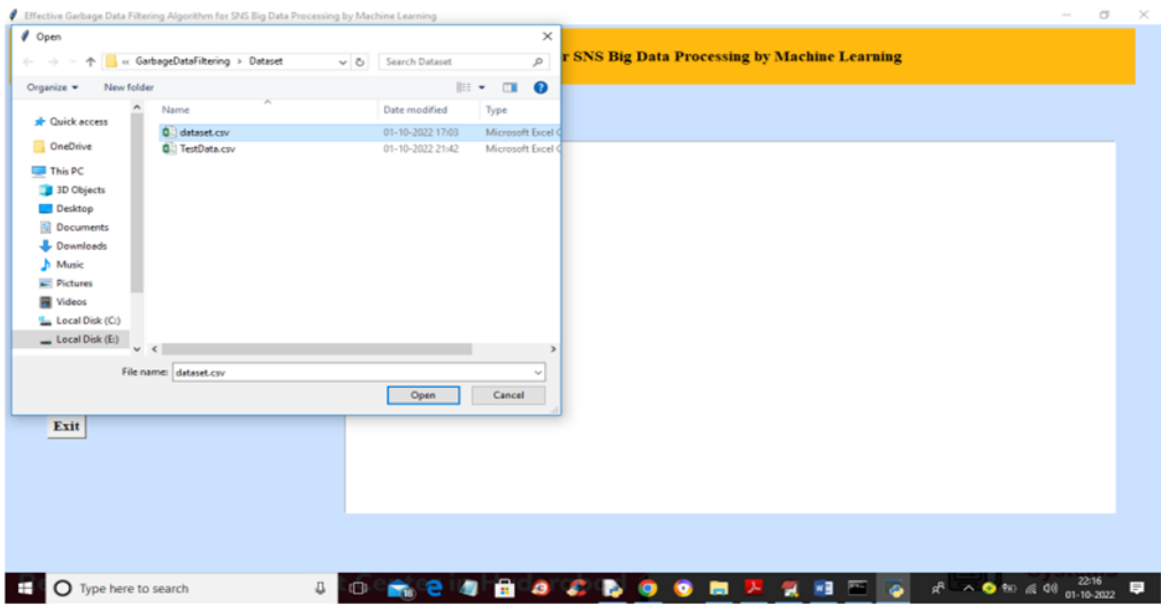 Effective Garbage Data Filtering Algorithm for SNS Big Data Processing by Machine Learning
Open
r SNS Big Data Processing by Machine Learning
« GarbageDataFiltering > Dataset
Search Dataset
Organize
New folder
Name
Date modified
Type
Quick access
OneDrive
This PC
3D Objects
Desktop
Documents
Downloads
Music
Pictures
Videos
Local Disk (C:)
Local Disk (E:)
dataset.csv 01-10-2022 17:03 Microsoft Excel C
TestData.csv 01-10-2022 21:42 Microsoft Excel C
File name: dataset.csv
Open
Cancel
Exit
Type here to search
22:16
01-10-2022